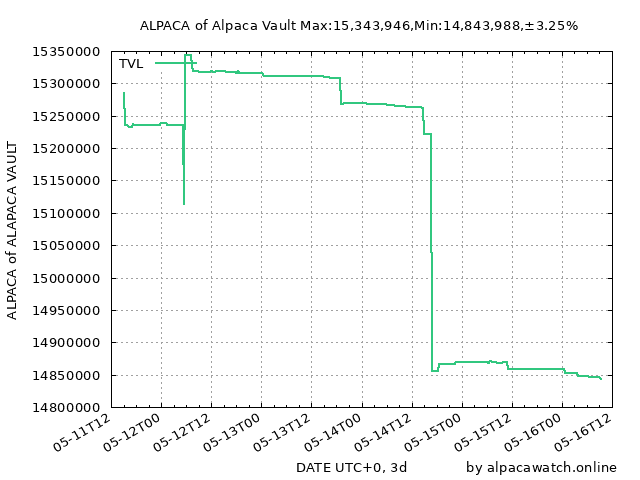 ALPACA of Alpaca Vault Max:15,343,946,Min:14,843,988,±3.25%
TVL
ALPACA of ALAPACA VAULT
15350000
15300000
15250000
15200000
15150000
15100000
15050000
15000000
14950000
14900000
14850000
14800000
05-11T12
05-12T00
05-12T12
05-13T00
05-13T12
05-14T00
05-14T12
05-15T00
05-15T12
05-16T00
05-16T12
DATE UTC+0, 3d
by alpacawatch.online